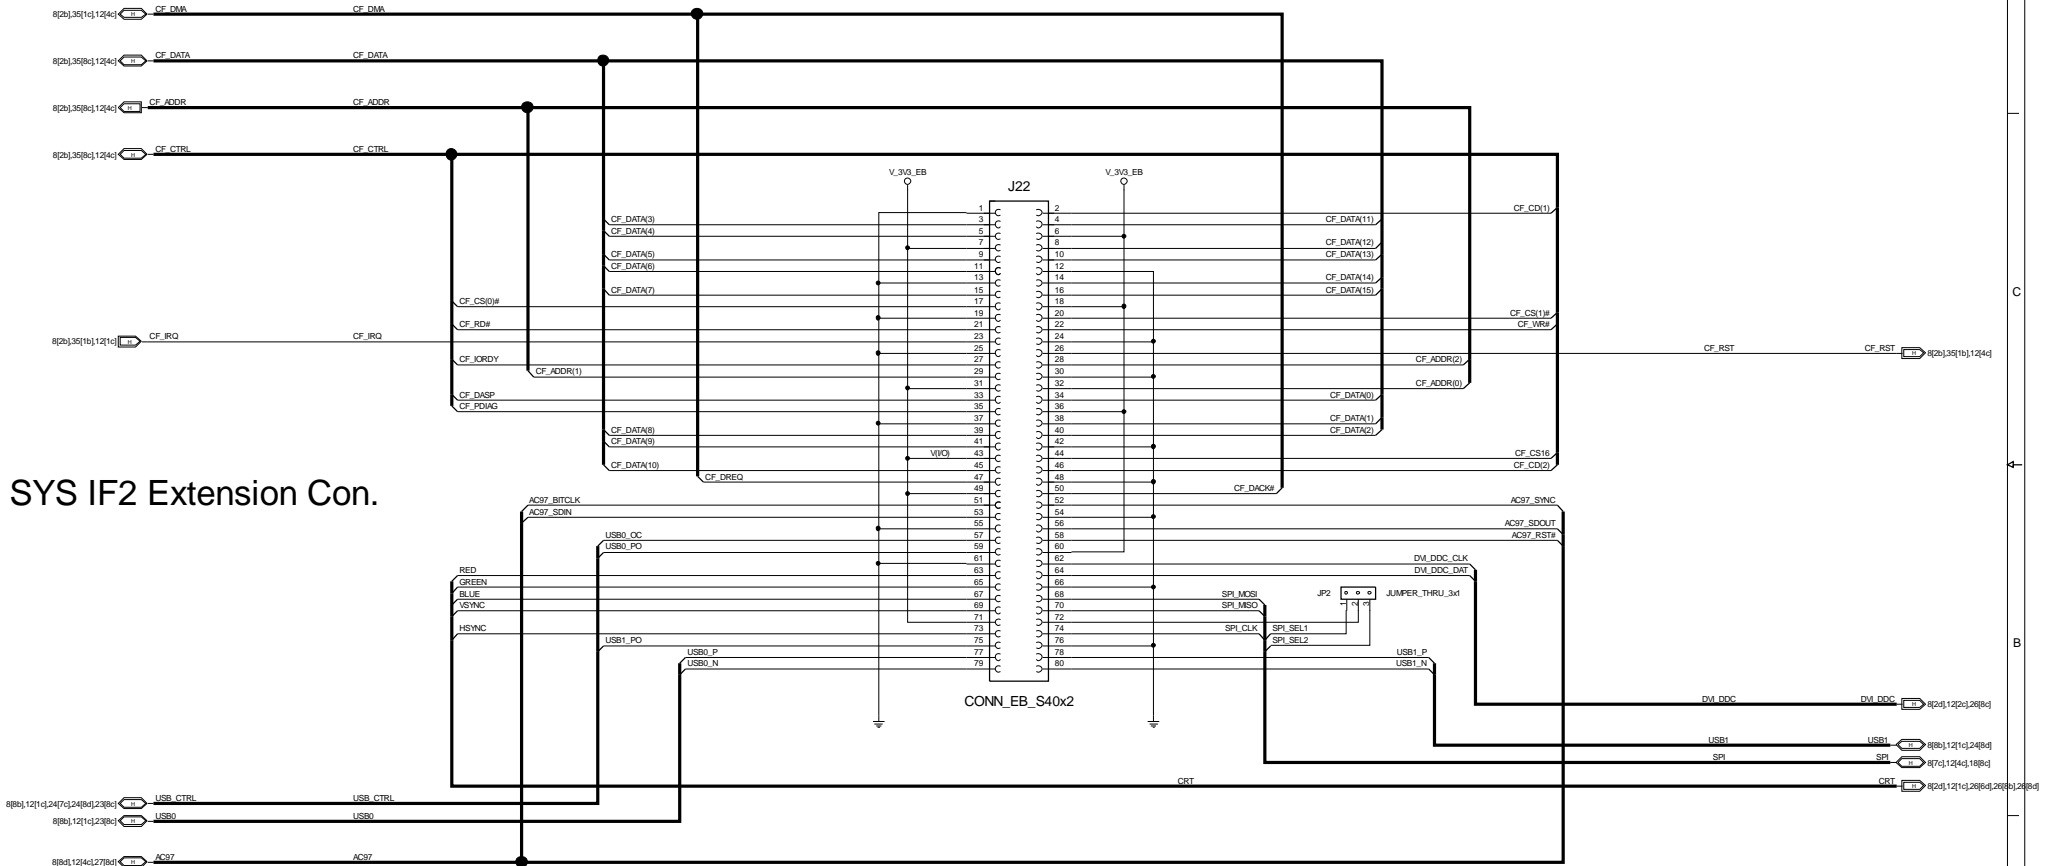 8[2b],35[1c],12[4c] H CF_DMA CF_DMA
8[2b],35[8c],12[4c] H CF_DATA CF_DATA
8[2b],35[8c],12[4c] H CF_ADDR CF_ADDR
8[2b],35[8c],12[4c] H CF_CTRL CF_CTRL
V_3V3_EB V_3V3_EB
J22
1 2 CF_CD(1)
CF_DATA(3) 3 4 CF_DATA(11)
CF_DATA(4) 5 6
7 8 CF_DATA(12)
CF_DATA(5) 9 10 CF_DATA(13)
CF_DATA(6) 11 12
13 14 CF_DATA(14)
CF_DATA(7) 15 16 CF_DATA(15)
C
CF_CS(0)# 17 18
19 20 CF_CS(1)#
CF_RD# 21 22 CF_WR#
8[2b],35[1b],12[1c] H CF_IRQ CF_IRQ 23 24
25 26 CF_RST CF_RST H 8[2b],35[1b],12[4c]
CF_IORDY 27 28 CF_ADDR(2)
CF_ADDR(1) 29 30
31 32 CF_ADDR(0)
CF_DASP 33 34 CF_DATA(0)
CF_PDIAG 35 36
37 38 CF_DATA(1)
CF_DATA(8) 39 40 CF_DATA(2)
CF_DATA(9) 41 42
V(I/O) 43 44 CF_CS16
CF_DATA(10) 45 46 CF_CD(2)
CF_DREQ 47 48
SYS IF2 Extension Con.
49 50 CF_DACK#
AC97_BITCLK 51 52 AC97_SYNC
AC97_SDIN 53 54
55 56 AC97_SDOUT
USB0_OC 57 58 AC97_RST#
USB0_PO 59 60
61 62 DVI_DDC_CLK
RED 63 64 DVI_DDC_DAT
GREEN 65 66
BLUE 67 68 SPI_MOSI JP2 JUMPER_THRU_3x1
VSYNC 69 70 SPI_MISO 1 2 3
71 72
HSYNC 73 74 SPI_CLK SPI_SEL1
USB1_PO 75 76 SPI_SEL2
B
USB0_P 77 78 USB1_P
USB0_N 79 80 USB1_N
CONN_EB_S40x2
DVI_DDC DVI_DDC H 8[2d],12[2c],26[8c]
USB1 USB1 H 8[8b],12[1c],24[8d]
SPI SPI H 8[7c],12[4c],18[8c]
CRT CRT H 8[2d],12[1c],26[6d],26[8b],26[8d]
8[8b],12[1c],24[7c],24[8d],23[8c] H USB_CTRL USB_CTRL
8[8b],12[1c],23[8c] H USB0 USB0
8[8d],12[4c],27[8d] H AC97 AC97